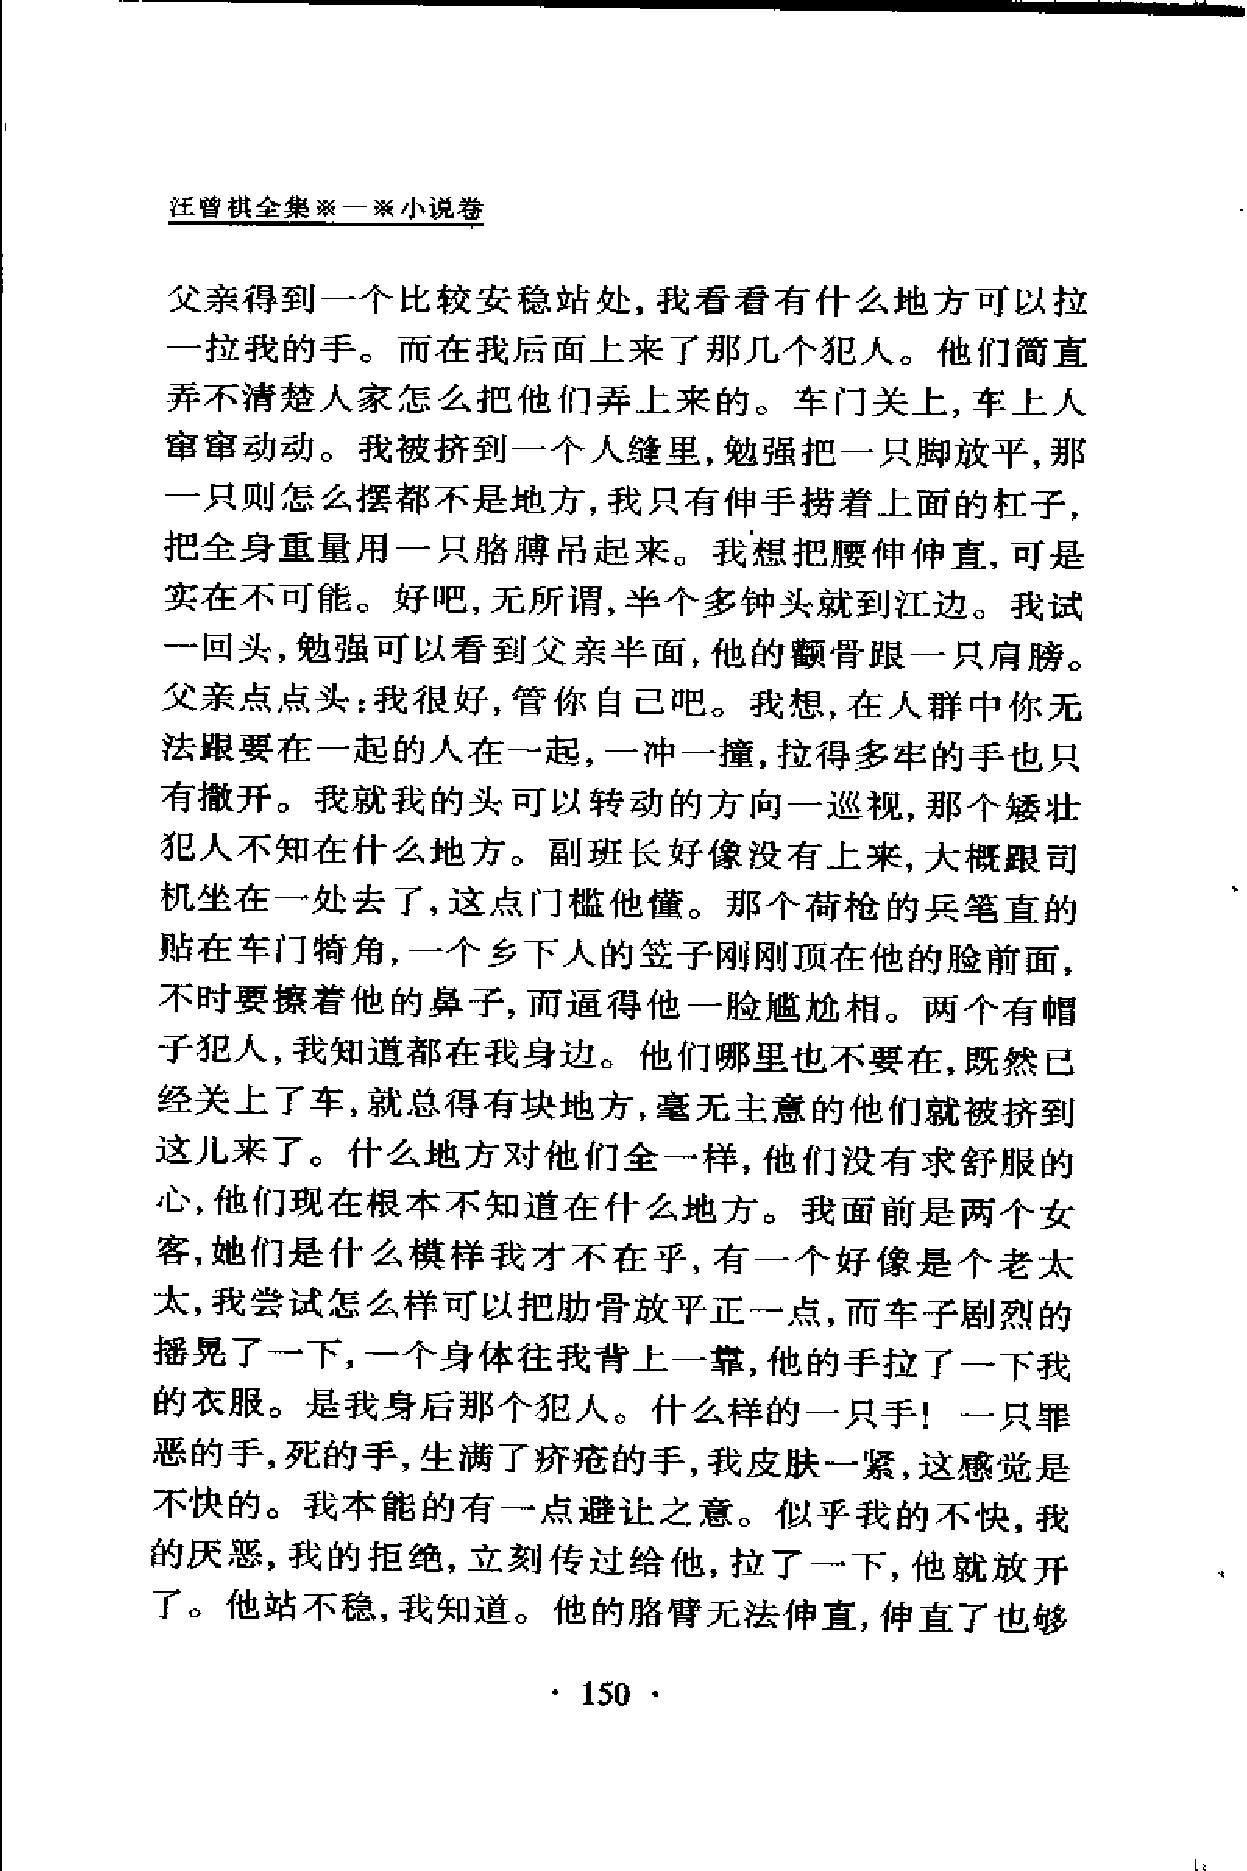 汪曾祺全集※一※小说卷
父亲得到一个比较安稳站处,我看看有什么地方可以拉
一拉我的手。而在我后面上来了那几个犯人。他们简直
弄不清楚人家怎么把他们弄上来的。车门关上,车上人
窜窜动动。我被挤到一个人缝里,勉强把一只脚放平,那
一只则怎么摆都不是地方,我只有伸手捞着上面的杠子,
把全身重量用一只胳膊吊起来。我想把腰伸伸直,可是
实在不可能。好吧,无所谓,半个多钟头就到江边。我试
一回头,勉强可以看到父亲半面,他的颧骨跟一只肩膀。
父亲点点头:我很好,管你自己吧。我想,在人群中你无
法跟要在一起的人在一起,一冲一撞,拉得多牢的手也只
有撒开。我就我的头可以转动的方向一巡视,那个矮壮
犯人不知在什么地方。副班长好像没有上来,大概跟司
机坐在一处去了,这点门槛他懂。那个荷枪的兵笔直的
贴在车门犄角,一个乡下人的笠子刚刚顶在他的脸前面,
不时要擦着他的鼻子,而逼得他一脸尴尬相。两个有帽
子犯人,我知道都在我身边。他们哪里也不要在,既然已
经关上了车,就总得有块地方,毫无主意的他们就被挤到
这儿来了。什么地方对他们全一样,他们没有求舒服的
心,他们现在根本不知道在什么地方。我面前是两个女
客,她们是什么模样我才不在乎,有一个好像是个老太
太,我尝试怎么样可以把肋骨放平正一点,而车子剧烈的
摇晃了一下,一个身体往我背上一靠,他的手拉了一下我
的衣服。是我身后那个犯人。什么样的一只手! 一只罪
恶的手,死的手,生满了疥疮的手,我皮肤一紧,这感觉是
不快的。我本能的有一点避让之意。似乎我的不快,我
的厌恶,我的拒绝,立刻传过给他,拉了一下,他就放开
了。他站不稳,我知道。他的胳臂无法伸直,伸直了也够
· 150 ·